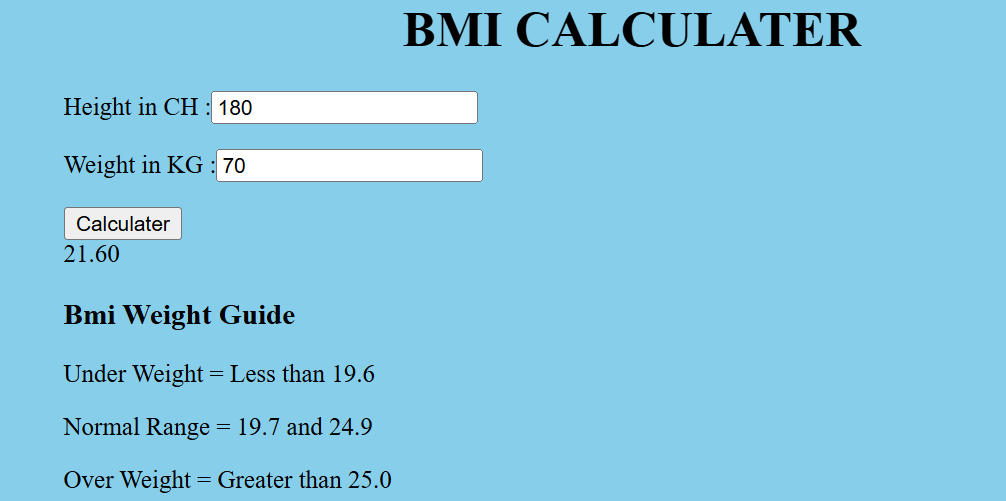 BMI CALCULATER
Height in CH : 180
Weight in KG : 70
Calculater
21.60
Bmi Weight Guide
Under Weight = Less than 19.6
Normal Range = 19.7 and 24.9
Over Weight = Greater than 25.0